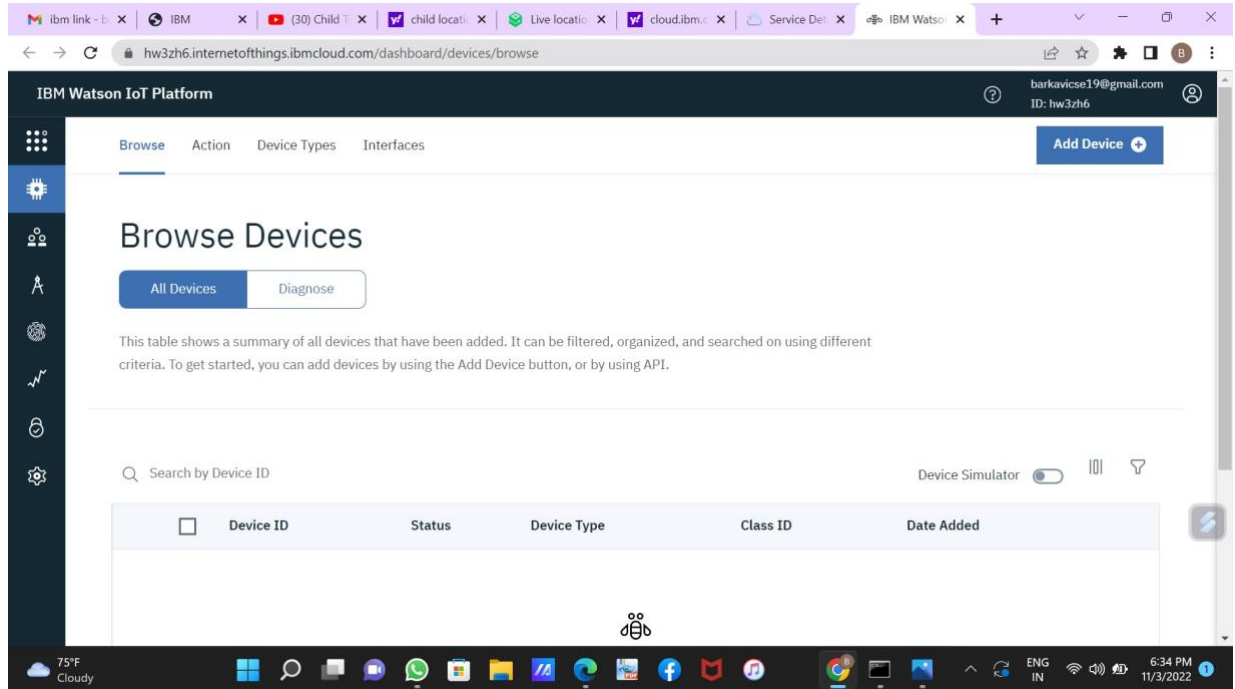 ibm link - b
IBM
(30) Child T
child locatio
Live locatio
cloud.ibm.c
Service Det
IBM Watson
hw3zh6.internetofthings.ibmcloud.com/dashboard/devices/browse
B
IBM Watson IoT Platform
barkavicse19@gmail.com
ID: hw3zh6
Browse Action Device Types Interfaces
Add Device
Browse Devices
All Devices Diagnose
This table shows a summary of all devices that have been added. It can be filtered, organized, and searched on using different
criteria. To get started, you can add devices by using the Add Device button, or by using API.
Search by Device ID
Device Simulator
Device ID Status Device Type Class ID Date Added
75°F
Cloudy
ENG
IN
6:34 PM
11/3/2022
1